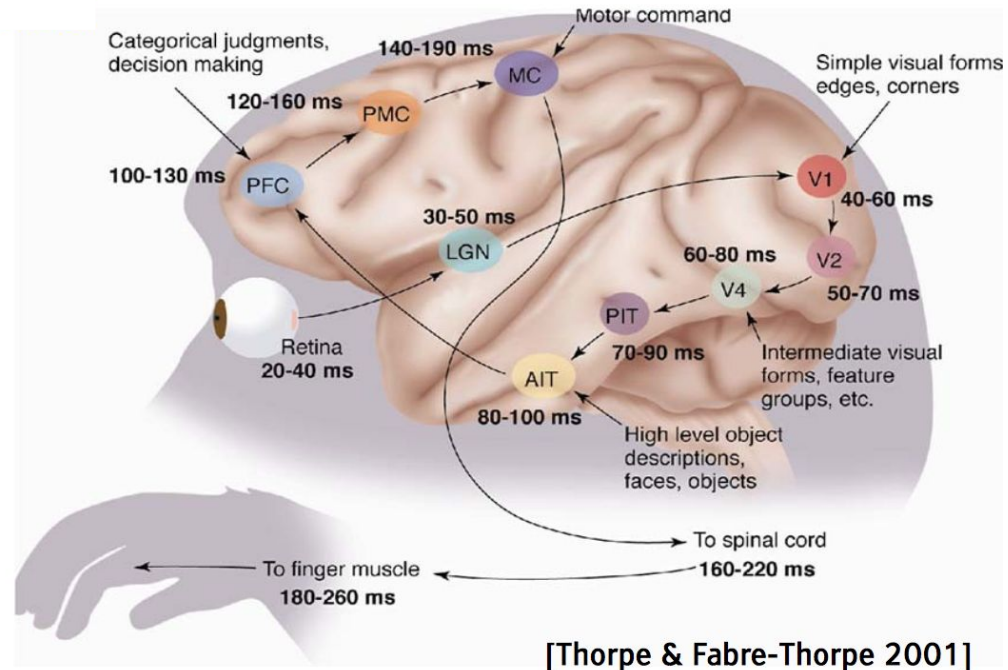 Motor command
Categorical judgments,
decision making
140-190 ms
MC
Simple visual forms
edges, corners
120-160 ms
PMC
100-130 ms
PFC
V1
40-60 ms
30-50 ms
LGN
60-80 ms
V2
V4
50-70 ms
PIT
Retina
20-40 ms
70-90 ms
Intermediate visual
forms, feature
groups, etc.
AIT
80-100 ms
High level object
descriptions,
faces, objects
To spinal cord
160-220 ms
To finger muscle
180-260 ms
[Thorpe & Fabre-Thorpe 2001]